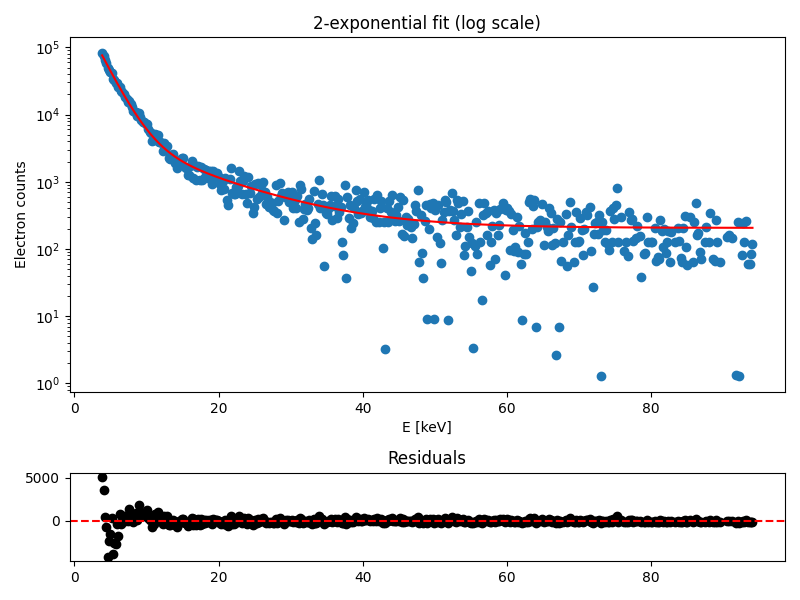 2-exponential fit (log scale)
10^5
10^4
10^3
10^2
10^1
10^0
Electron counts
0 20 40 60 80
E [keV]
Residuals
5000
0
0 20 40 60 80